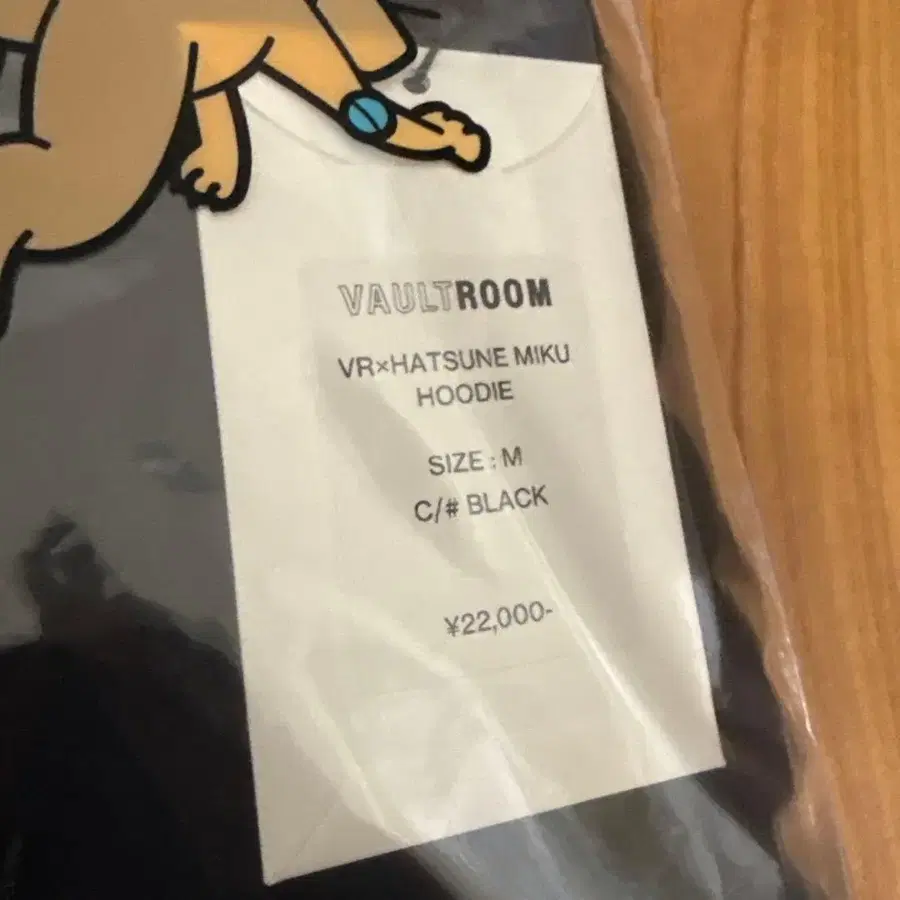 VAULTROOM
VR×HATSUNE MIKU
HOODIE
SIZE : M
C/# BLACK
¥22,000-